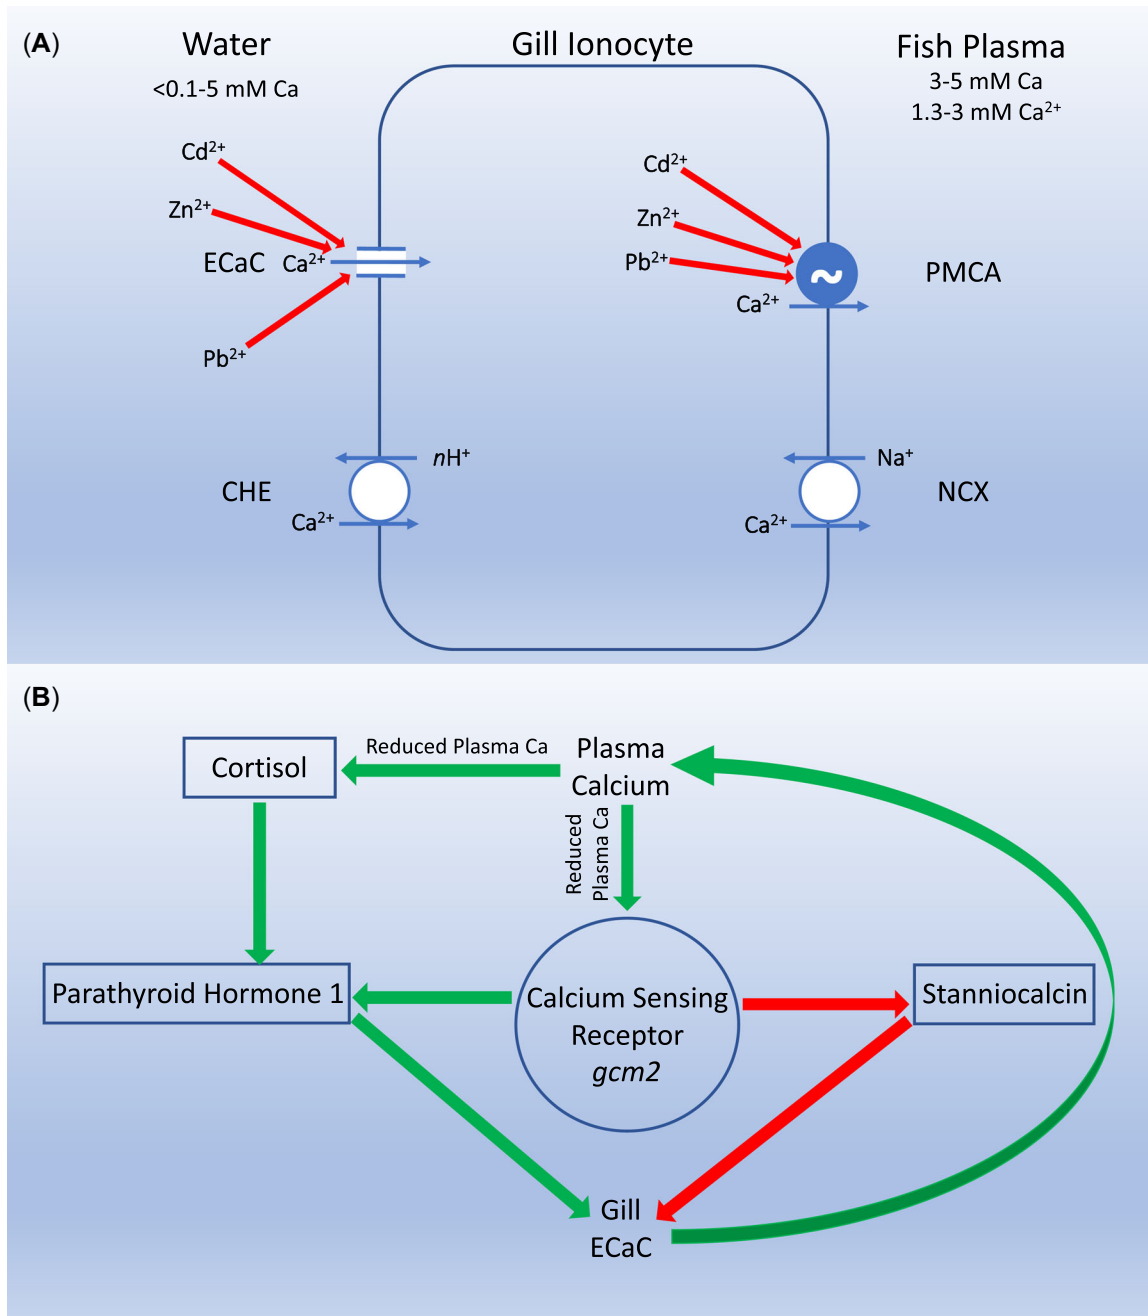 (A)
Water
Gill Ionocyte
Fish Plasma
<0.1-5 mM Ca
3-5 mM Ca
1.3-3 mM Ca²⁺
Cd²⁺
Zn²⁺
ECaC
Ca²⁺
Pb²⁺
Cd²⁺
Zn²⁺
Pb²⁺
~
Ca²⁺
PMCA
nH⁺
CHE
Ca²⁺
Na⁺
NCX
Ca²⁺
(B)
Cortisol
Reduced Plasma Ca
Plasma
Calcium
Reduced
Plasma Ca
Parathyroid Hormone 1
Calcium Sensing
Receptor
gcm2
Stanniocalcin
Gill
ECaC